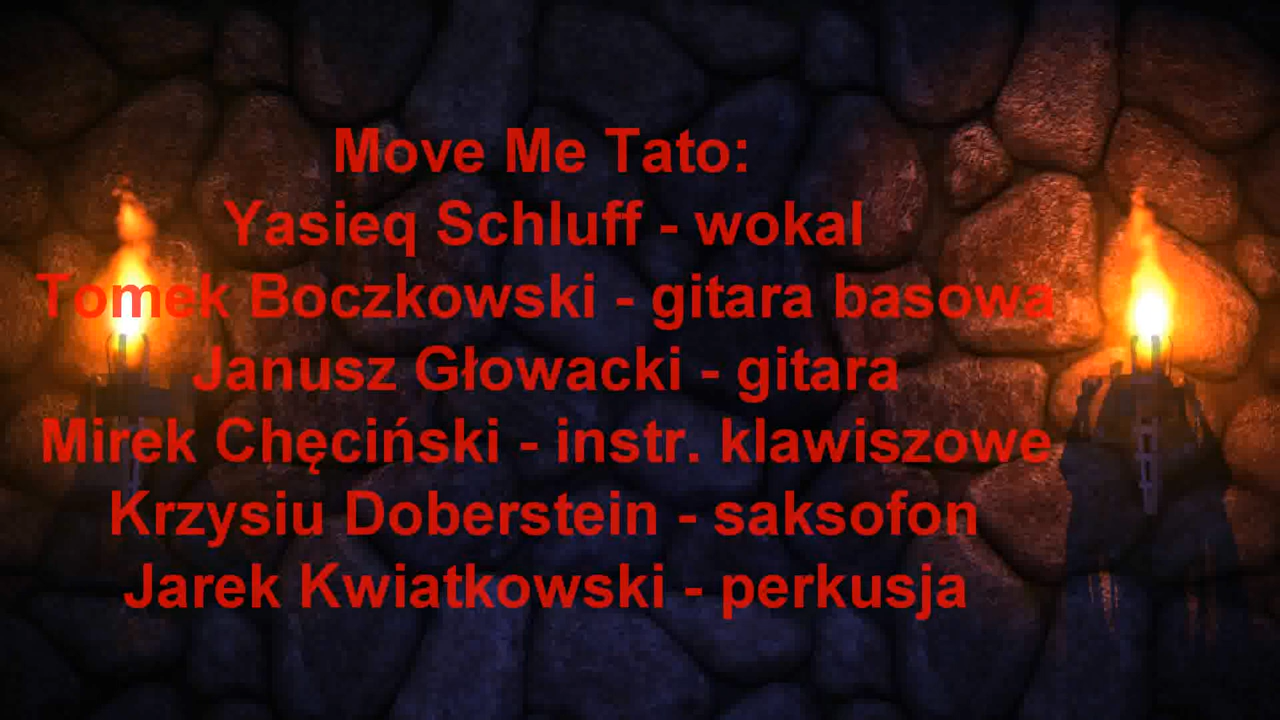 Move Me Tato:
Yasieq Schluff - wokal
Tomek Boczkowski - gitara basowa
Janusz Głowacki - gitara
Mirek Chęciński - instr. klawiszowe
Krzysiu Doberstein - saksofon
Jarek Kwiatkowski - perkusja